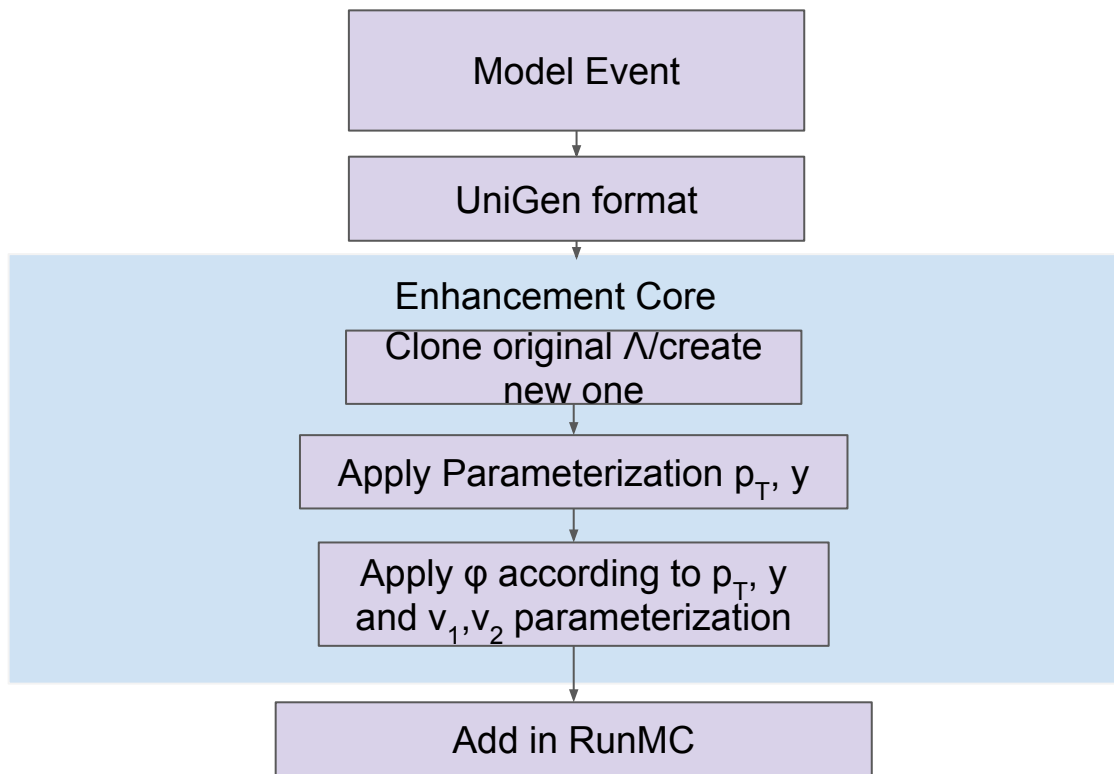 Model Event
UniGen format
Enhancement Core
Clone original Λ/create
new one
Apply Parameterization p_T, y
Apply φ according to p_T, y
and v_1,v_2 parameterization
Add in RunMC